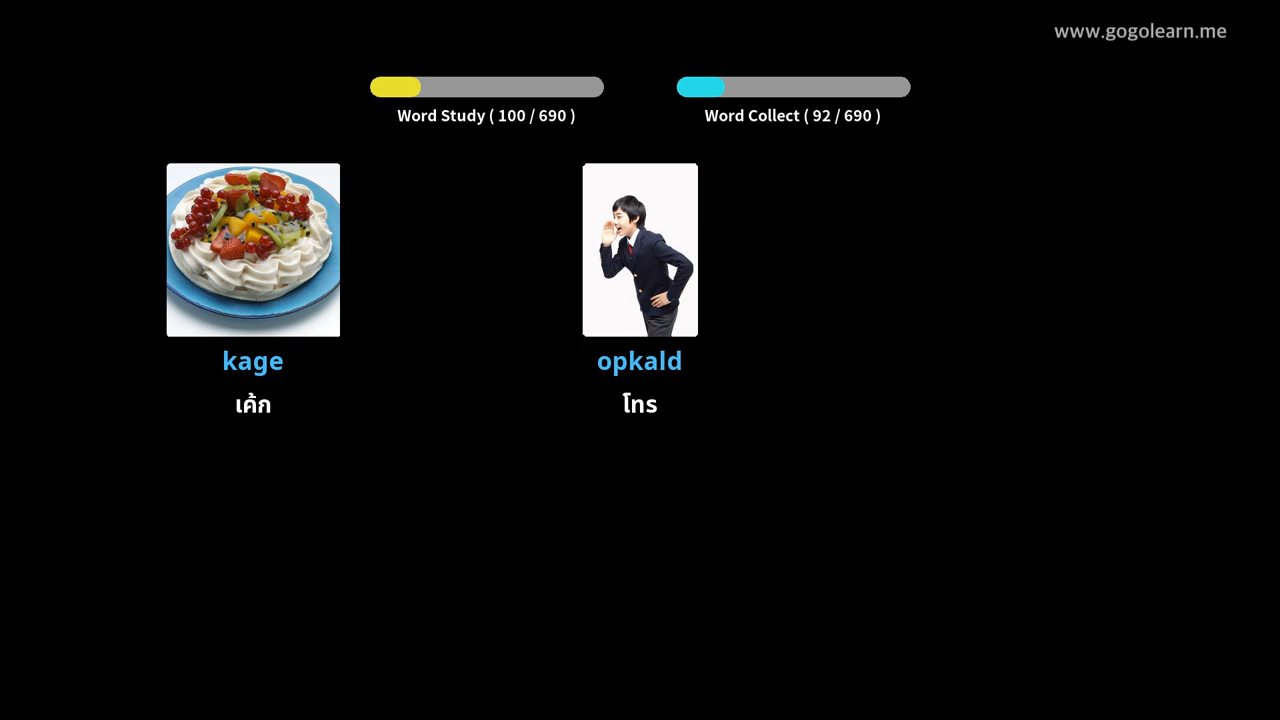 www.gogolearn.me
Word Study ( 100 / 690 )
Word Collect ( 92 / 690 )
kage
opkald
เค้ก
โทร